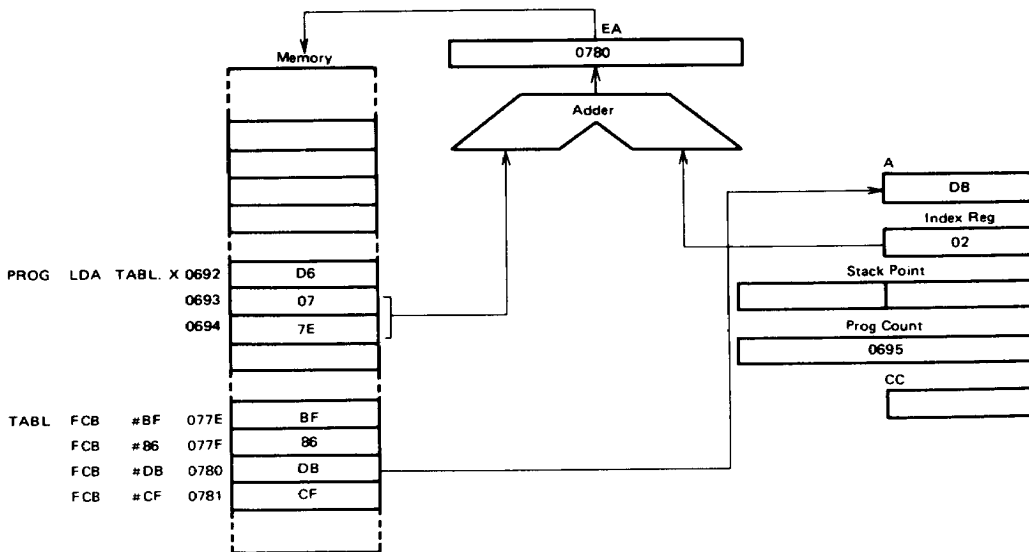 EA
0780
Memory
Adder
A
DB
Index Reg
02
Stack Point
Prog Count
0695
CC
PROG LDA TABL. X 0692 D6
0693 07
0694 7E
TABL FCB #BF 077E BF
FCB #86 077F 86
FCB #DB 0780 DB
FCB #CF 0781 CF